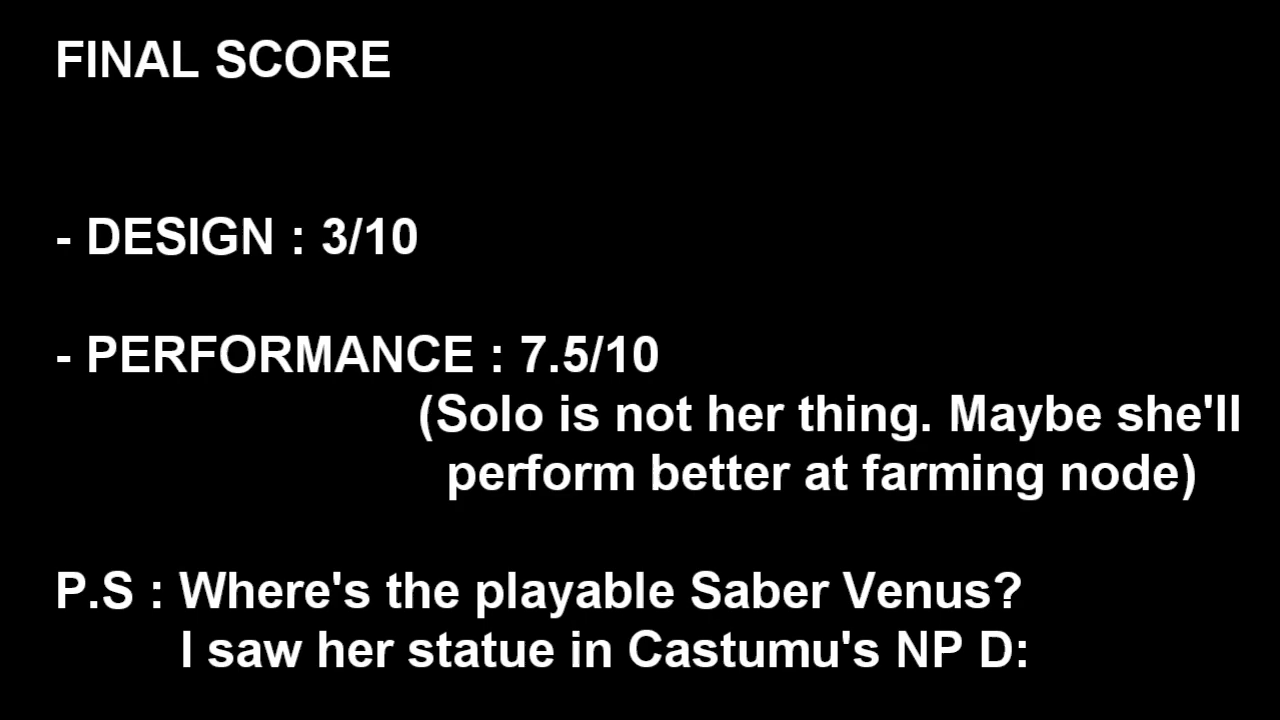 FINAL SCORE
- DESIGN : 3/10
- PERFORMANCE : 7.5/10
(Solo is not her thing. Maybe she'll
perform better at farming node)
P.S : Where's the playable Saber Venus?
I saw her statue in Castumu's NP D: